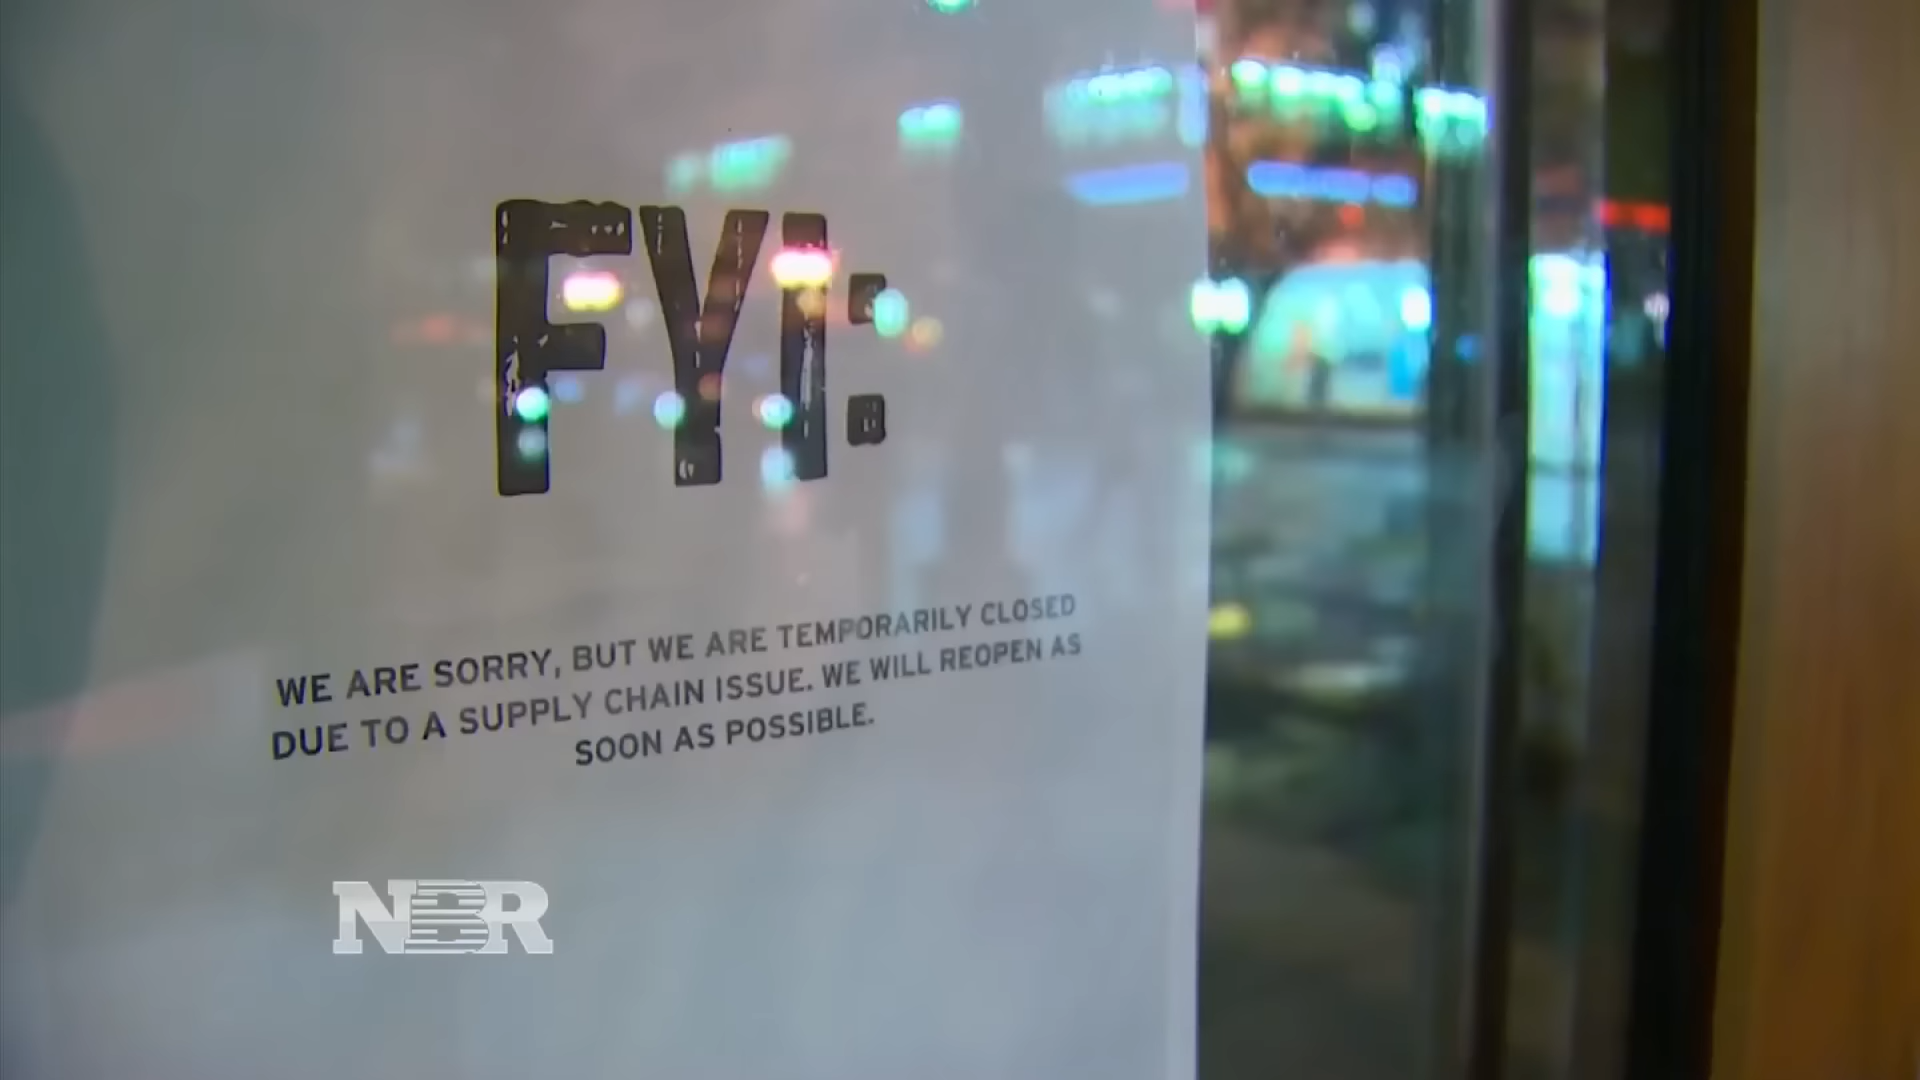 FYI:
WE ARE SORRY, BUT WE ARE TEMPORARILY CLOSED
DUE TO A SUPPLY CHAIN ISSUE. WE WILL REOPEN AS
SOON AS POSSIBLE.
NBR